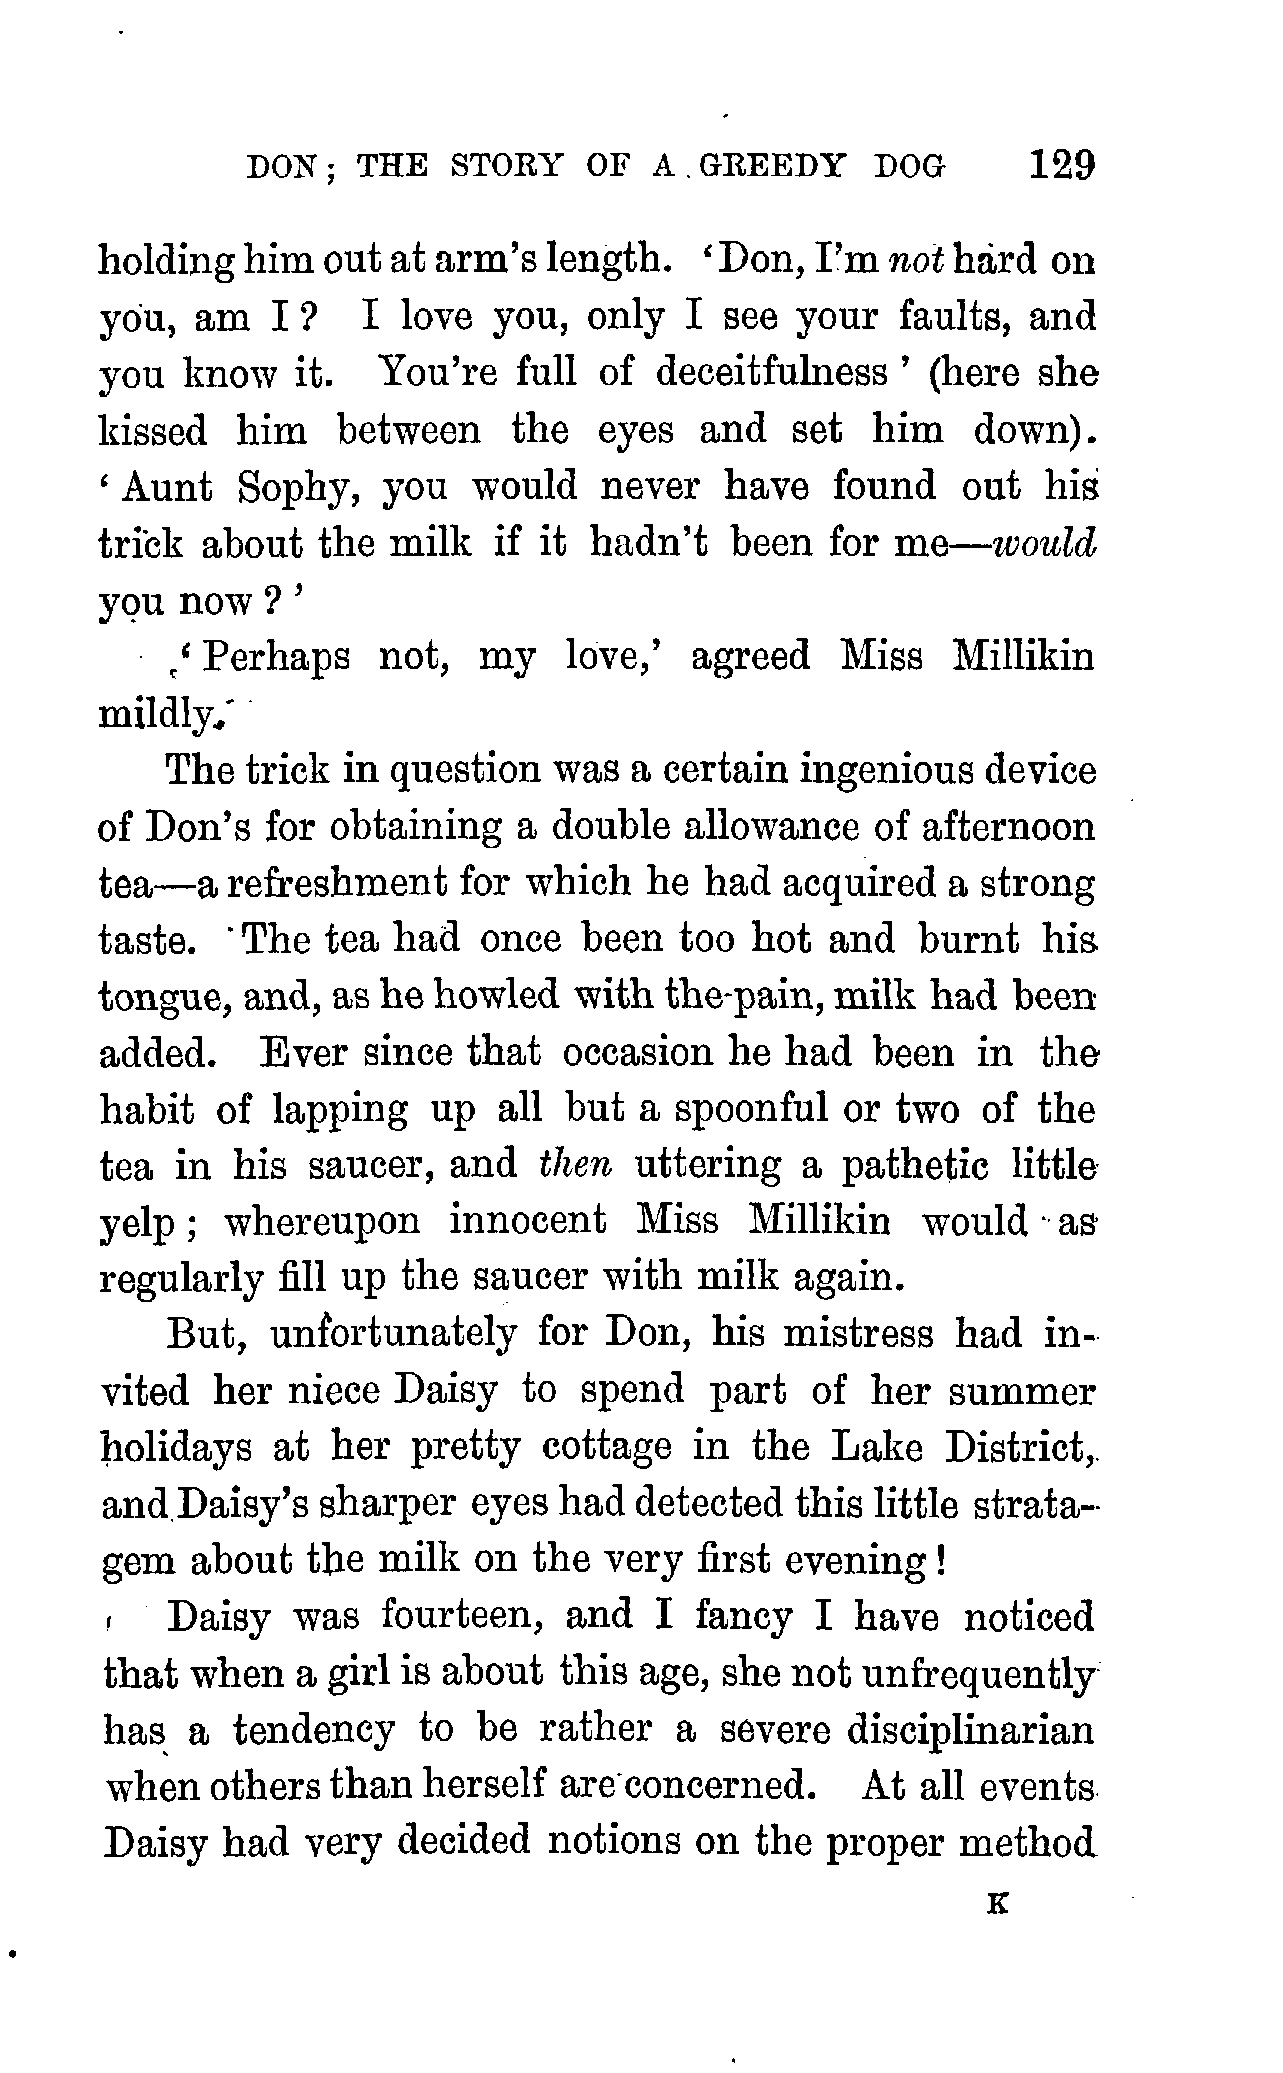 DON; THE STORY OF A GREEDY DOG 129
holding him out at arm's length. 'Don, I'm not hard on
you, am I? I love you, only I see your faults, and
you know it. You're full of deceitfulness' (here she
kissed him between the eyes and set him down).
'Aunt Sophy, you would never have found out his
trick about the milk if it hadn't been for me—would
you now?'
'Perhaps not, my love,' agreed Miss Millikin
mildly.
The trick in question was a certain ingenious device
of Don's for obtaining a double allowance of afternoon
tea—a refreshment for which he had acquired a strong
taste. The tea had once been too hot and burnt his
tongue, and, as he howled with the pain, milk had been
added. Ever since that occasion he had been in the
habit of lapping up all but a spoonful or two of the
tea in his saucer, and then uttering a pathetic little
yelp; whereupon innocent Miss Millikin would as
regularly fill up the saucer with milk again.
But, unfortunately for Don, his mistress had in-
vited her niece Daisy to spend part of her summer
holidays at her pretty cottage in the Lake District,
and Daisy's sharper eyes had detected this little strata-
gem about the milk on the very first evening!
Daisy was fourteen, and I fancy I have noticed
that when a girl is about this age, she not unfrequently
has a tendency to be rather a severe disciplinarian
when others than herself are concerned. At all events
Daisy had very decided notions on the proper method
K